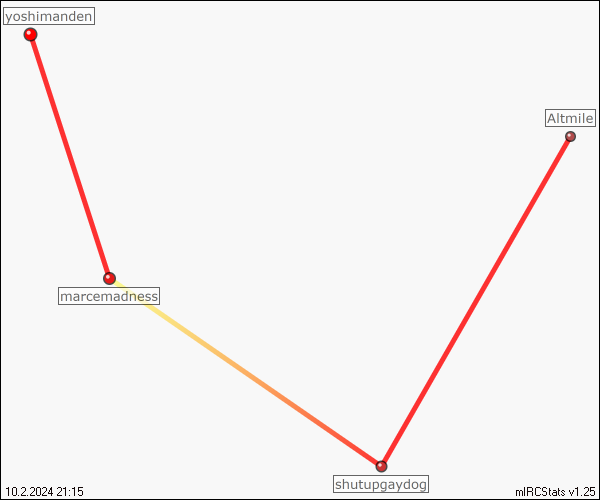 yoshimanden
Altmile
marcemadness
shutupgaydog
10.2.2024 21:15
mIRCStats v1.25